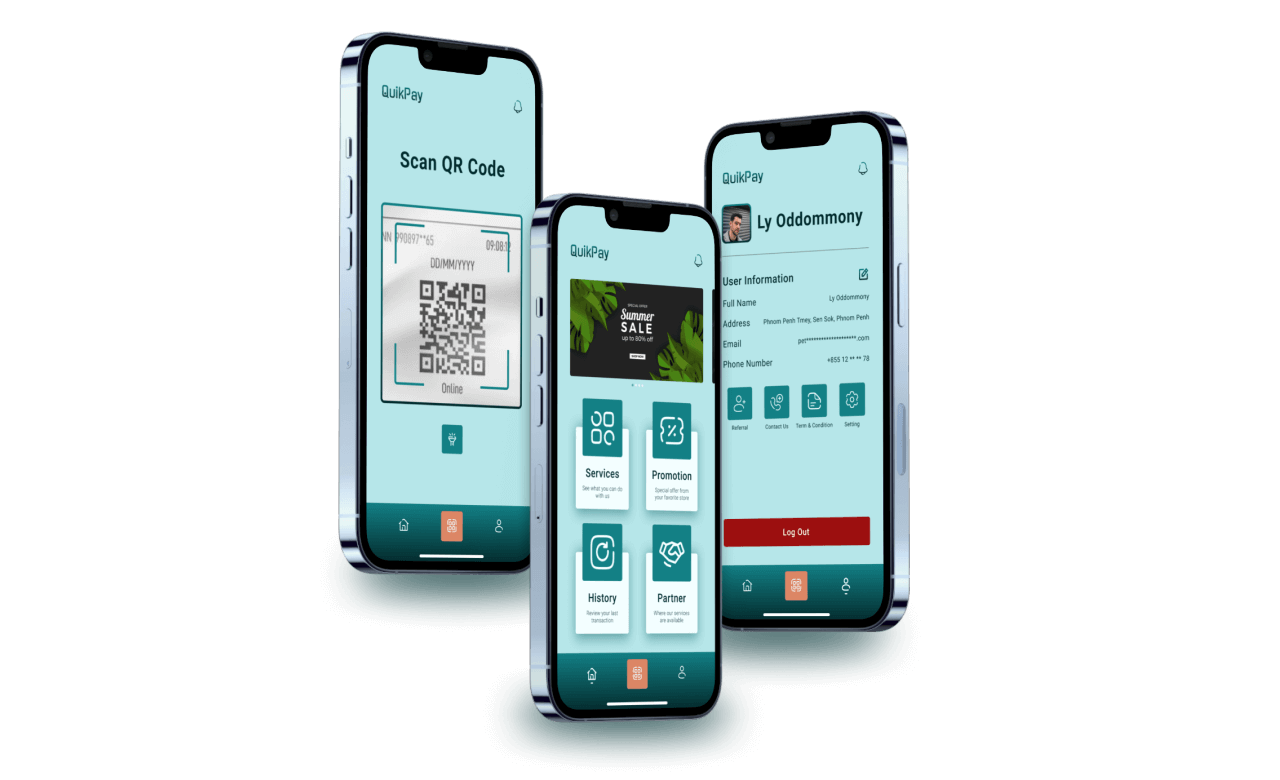 QuikPay
Scan QR Code
NN 990897**65
09:08:12
DD/MM/YYYY
Online
QuikPay
SPECIAL OFFER
Summer
SALE
up to 80% off
SHOP NOW
Services
See what you can do
with us
Promotion
Special offer from
your favorite store
History
Review your last
transaction
Partner
Where our services
are available
QuikPay
Ly Oddommony
User Information
Full Name
Ly Oddommony
Address
Phnom Penh Tmey, Sen Sok, Phnom Penh
Email
Phone Number
+855 12 ** ** 78
Referral
Contact Us
Term & Condition
Setting
Log Out